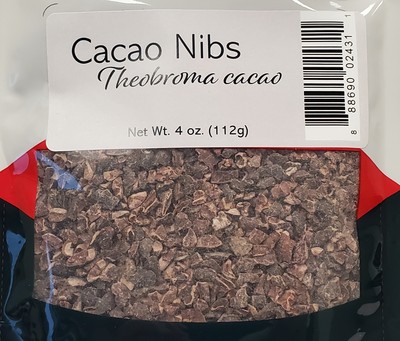 Cacao Nibs
Theobroma cacao
Net Wt. 4 oz. (112g)
8 88690 02431 1